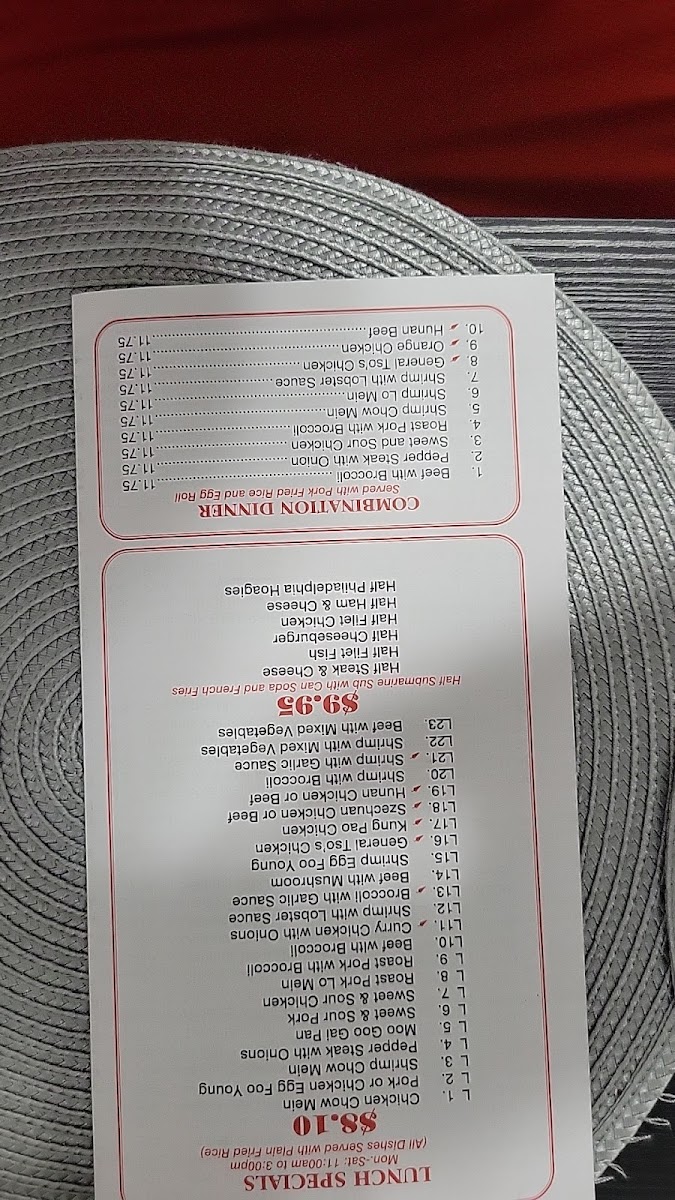 LUNCH SPECIALS
Mon.-Sat: 11:00am to 3:00pm
(All Dishes Served with Plain Fried Rice)
$8.10
L 1. Chicken Chow Mein
L 2. Pork or Chicken Egg Foo Young
L 3. Shrimp Chow Mein
L 4. Pepper Steak with Onions
L 5. Moo Goo Gai Pan
L 6. Sweet & Sour Pork
L 7. Sweet & Sour Chicken
L 8. Roast Pork Lo Mein
L 9. Roast Pork with Broccoli
L10. Beef with Broccoli
L11. Curry Chicken with Onions
L12. Shrimp with Lobster Sauce
L13. Broccoli with Garlic Sauce
L14. Beef with Mushroom
L15. Shrimp Egg Foo Young
L16. General Tso's Chicken
L17. Kung Pao Chicken
L18. Szechuan Chicken or Beef
L19. Hunan Chicken or Beef
L20. Shrimp with Broccoli
L21. Shrimp with Garlic Sauce
L22. Shrimp with Mixed Vegetables
L23. Beef with Mixed Vegetables
$9.95
Half Submarine Sub with Can Soda and French Fries
Half Steak & Cheese
Half Filet Fish
Half Cheeseburger
Half Filet Chicken
Half Ham & Cheese
Half Philadelphia Hoagies
COMBINATION DINNER
Served with Pork Fried Rice and Egg Roll
1. Beef with Broccoli 11.75
2. Pepper Steak with Onion 11.75
3. Sweet and Sour Chicken 11.75
4. Roast Pork with Broccoli 11.75
5. Shrimp Chow Mein 11.75
6. Shrimp Lo Mein 11.75
7. Shrimp with Lobster Sauce 11.75
8. General Tso's Chicken 11.75
9. Orange Chicken 11.75
10. Hunan Beef 11.75